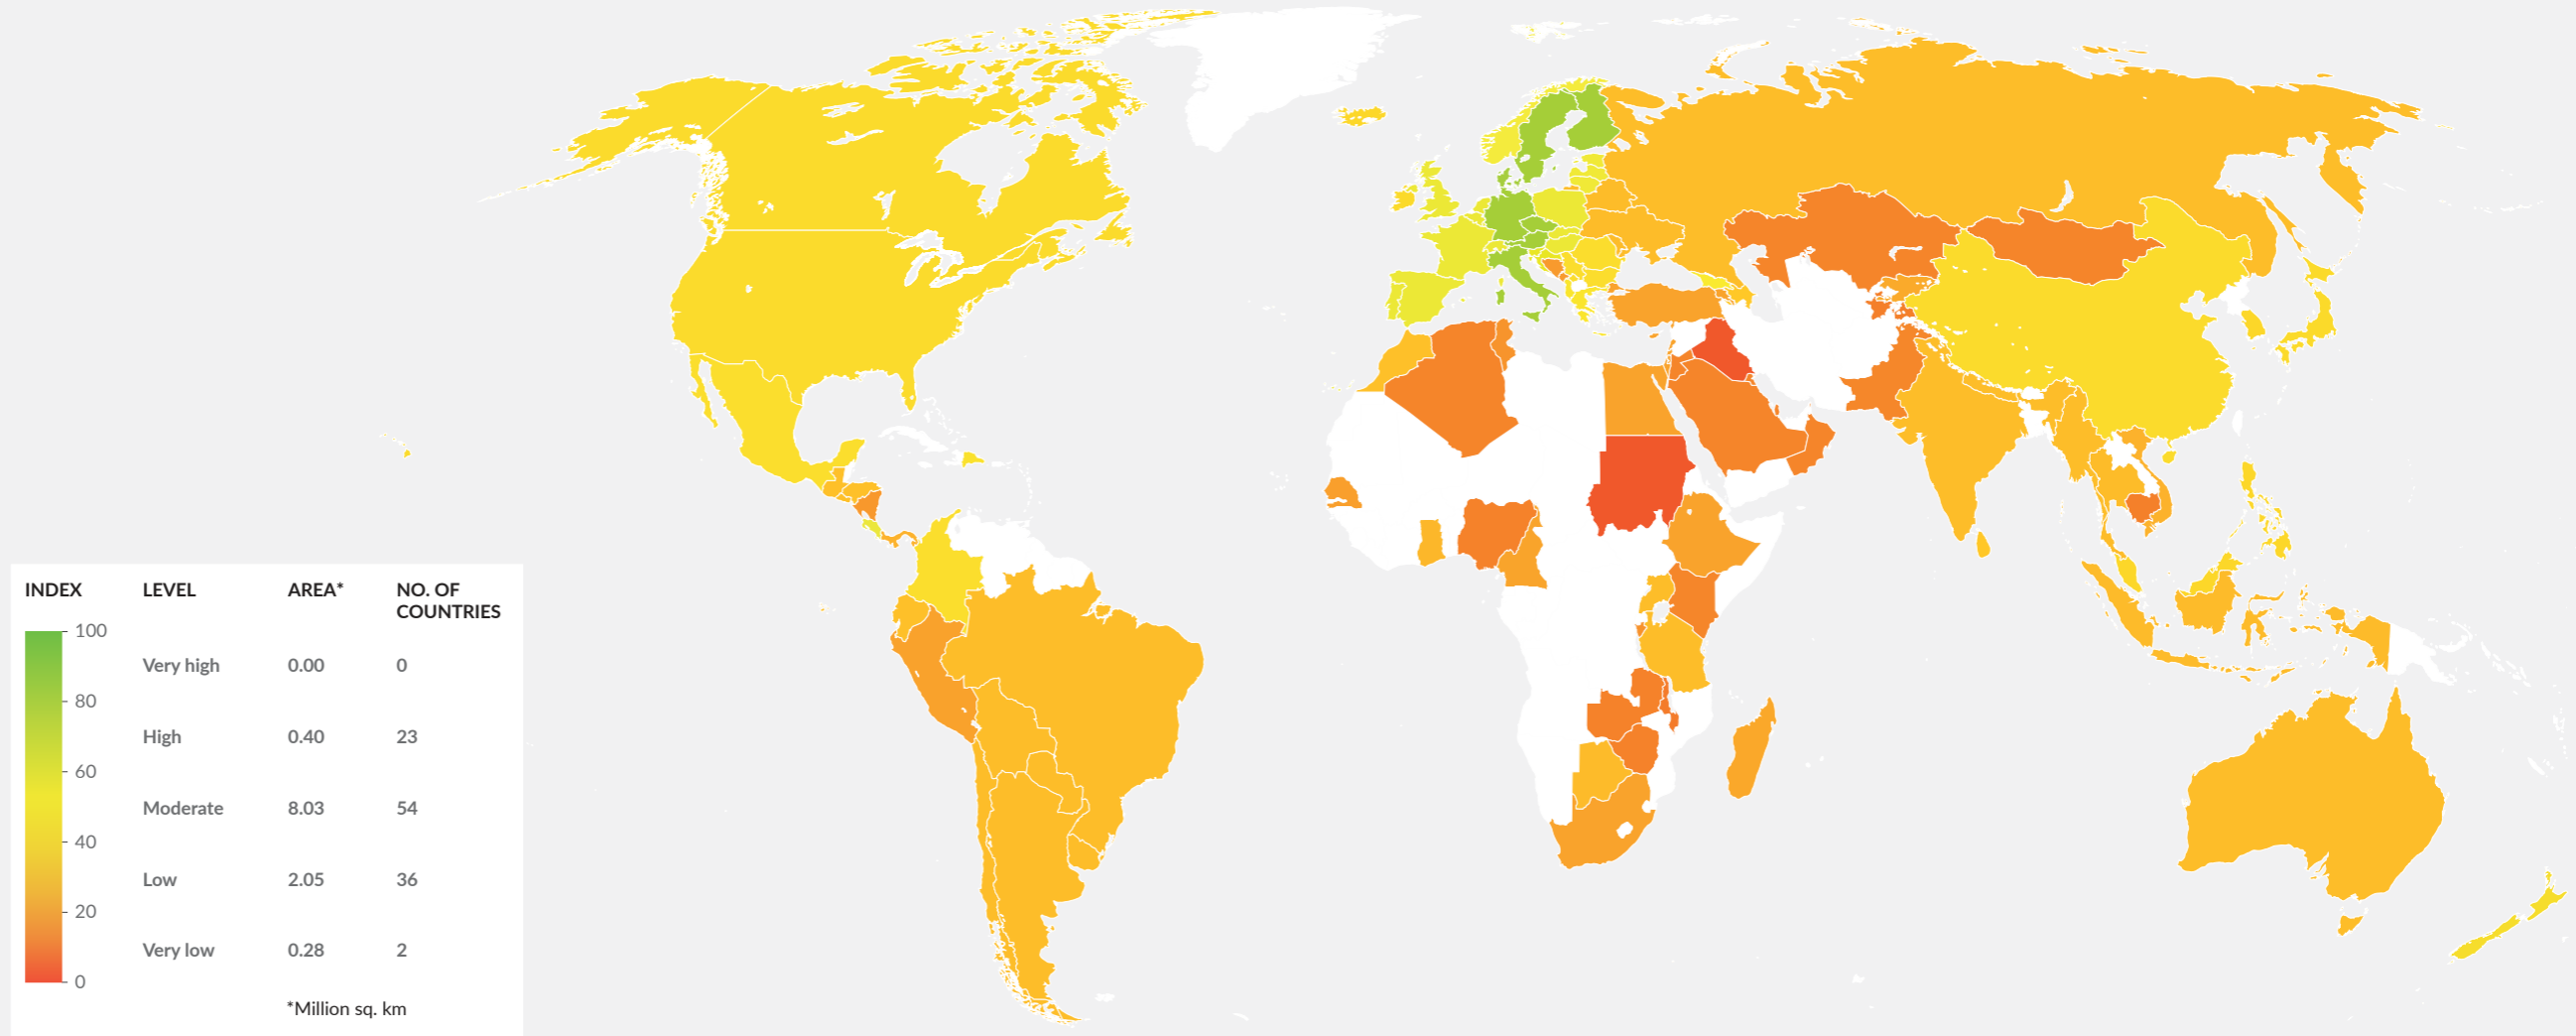 INDEX LEVEL AREA* NO. OF
COUNTRIES
100
Very high 0.00 0
80
High 0.40 23
60
Moderate 8.03 54
40
Low 2.05 36
20
Very low 0.28 2
0
*Million sq. km